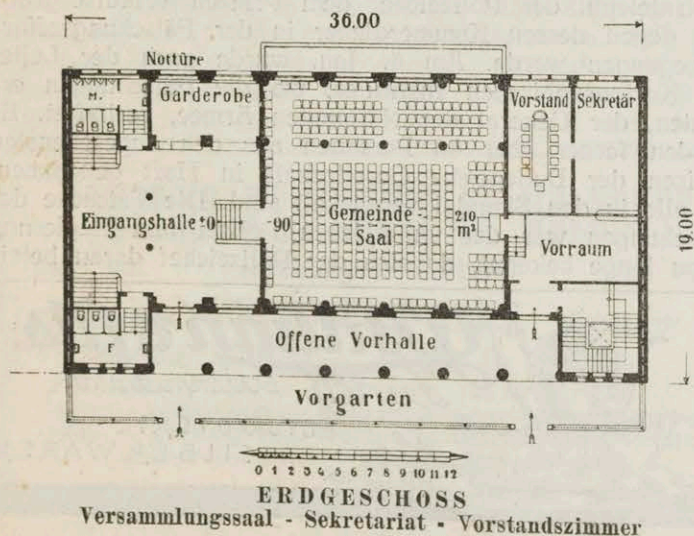 36.00
Nottüre
M. Garderobe Vorstand Sekretär
Eingangshalle ±0 -90 Gemeinde- 210
Saal m²
Vorraum
19,00
F Offene Vorhalle
Vorgarten
0 1 2 3 4 5 6 7 8 9 10 11 12
ERDGESCHOSS
Versammlungssaal - Sekretariat - Vorstandszimmer